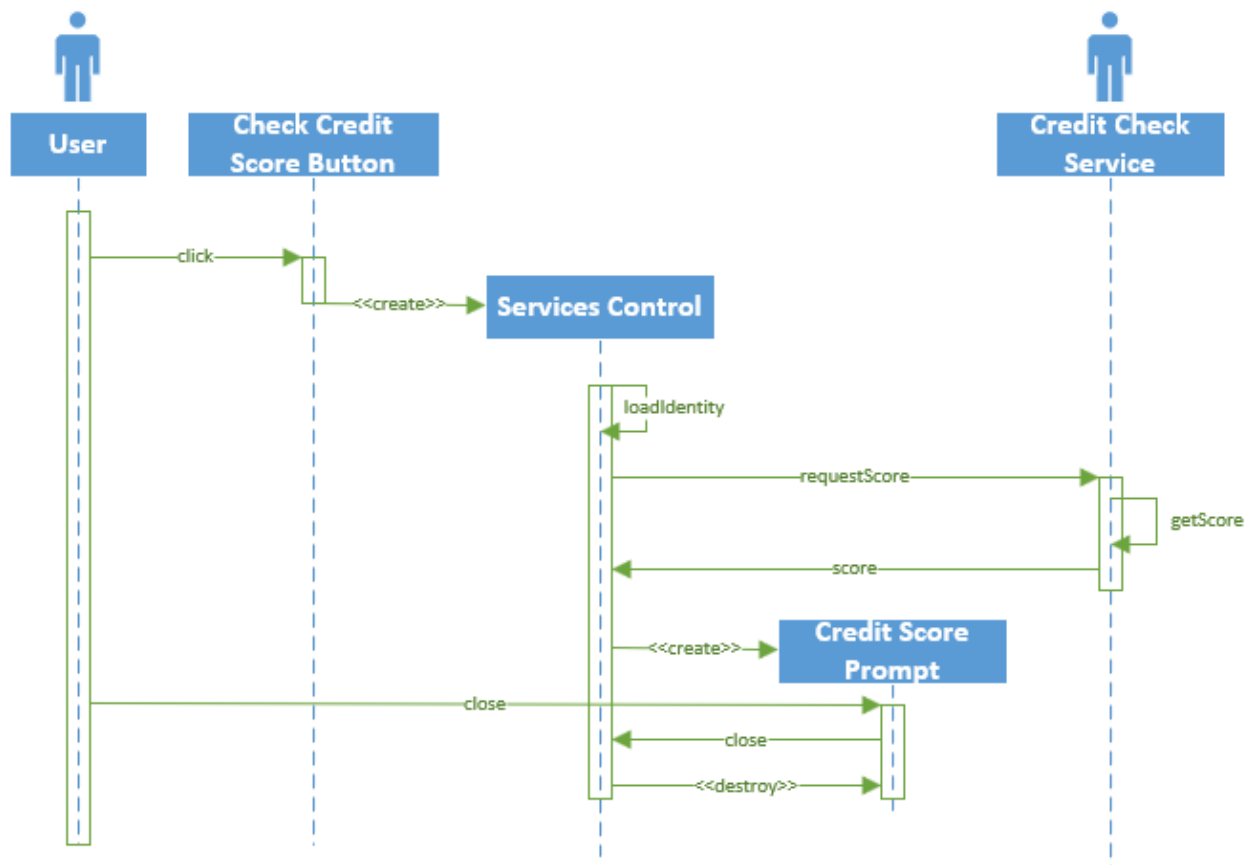 User
Check Credit
Score Button
Credit Check
Service
click
<<create>>
Services Control
loadIdentity
requestScore
getScore
score
Credit Score
Prompt
<<create>>
close
close
<<destroy>>